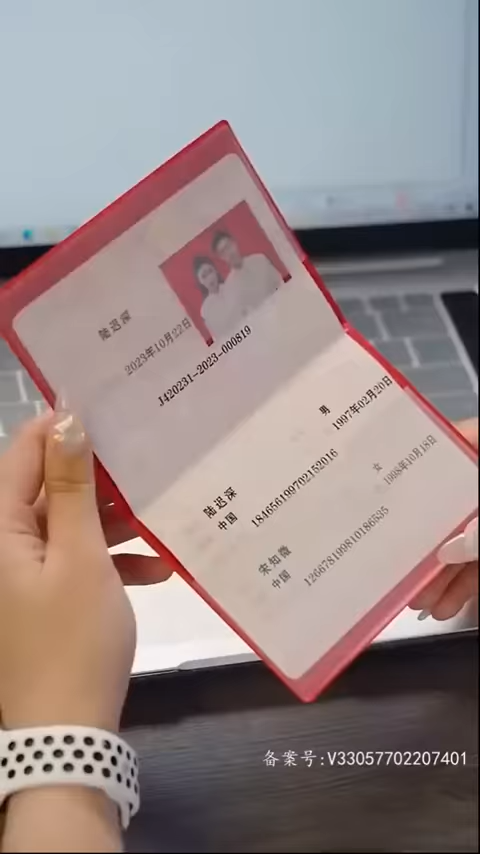 陆迟深
2023年10月22日
J420231-2023-000819
男
1997年02月20日
陆迟深
中国
184656199702152016
女
1998年10月18日
宋知微
中国
126678199810186535
备案号:V33057702207401